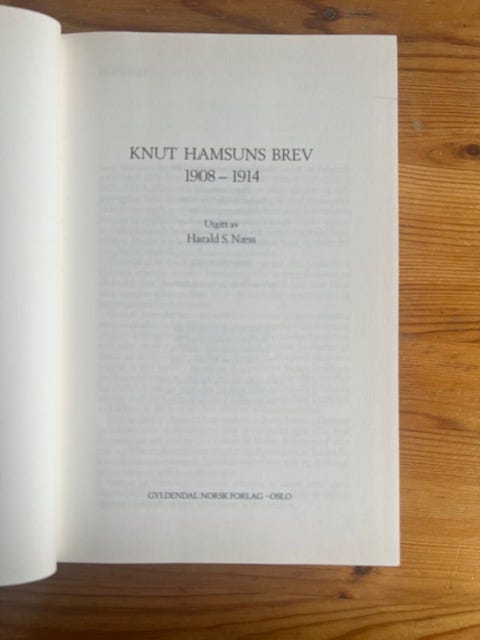 KNUT HAMSUNS BREV
1908 – 1914
Utgitt av
Harald S. Næss
GYLDENDAL NORSK FORLAG · OSLO